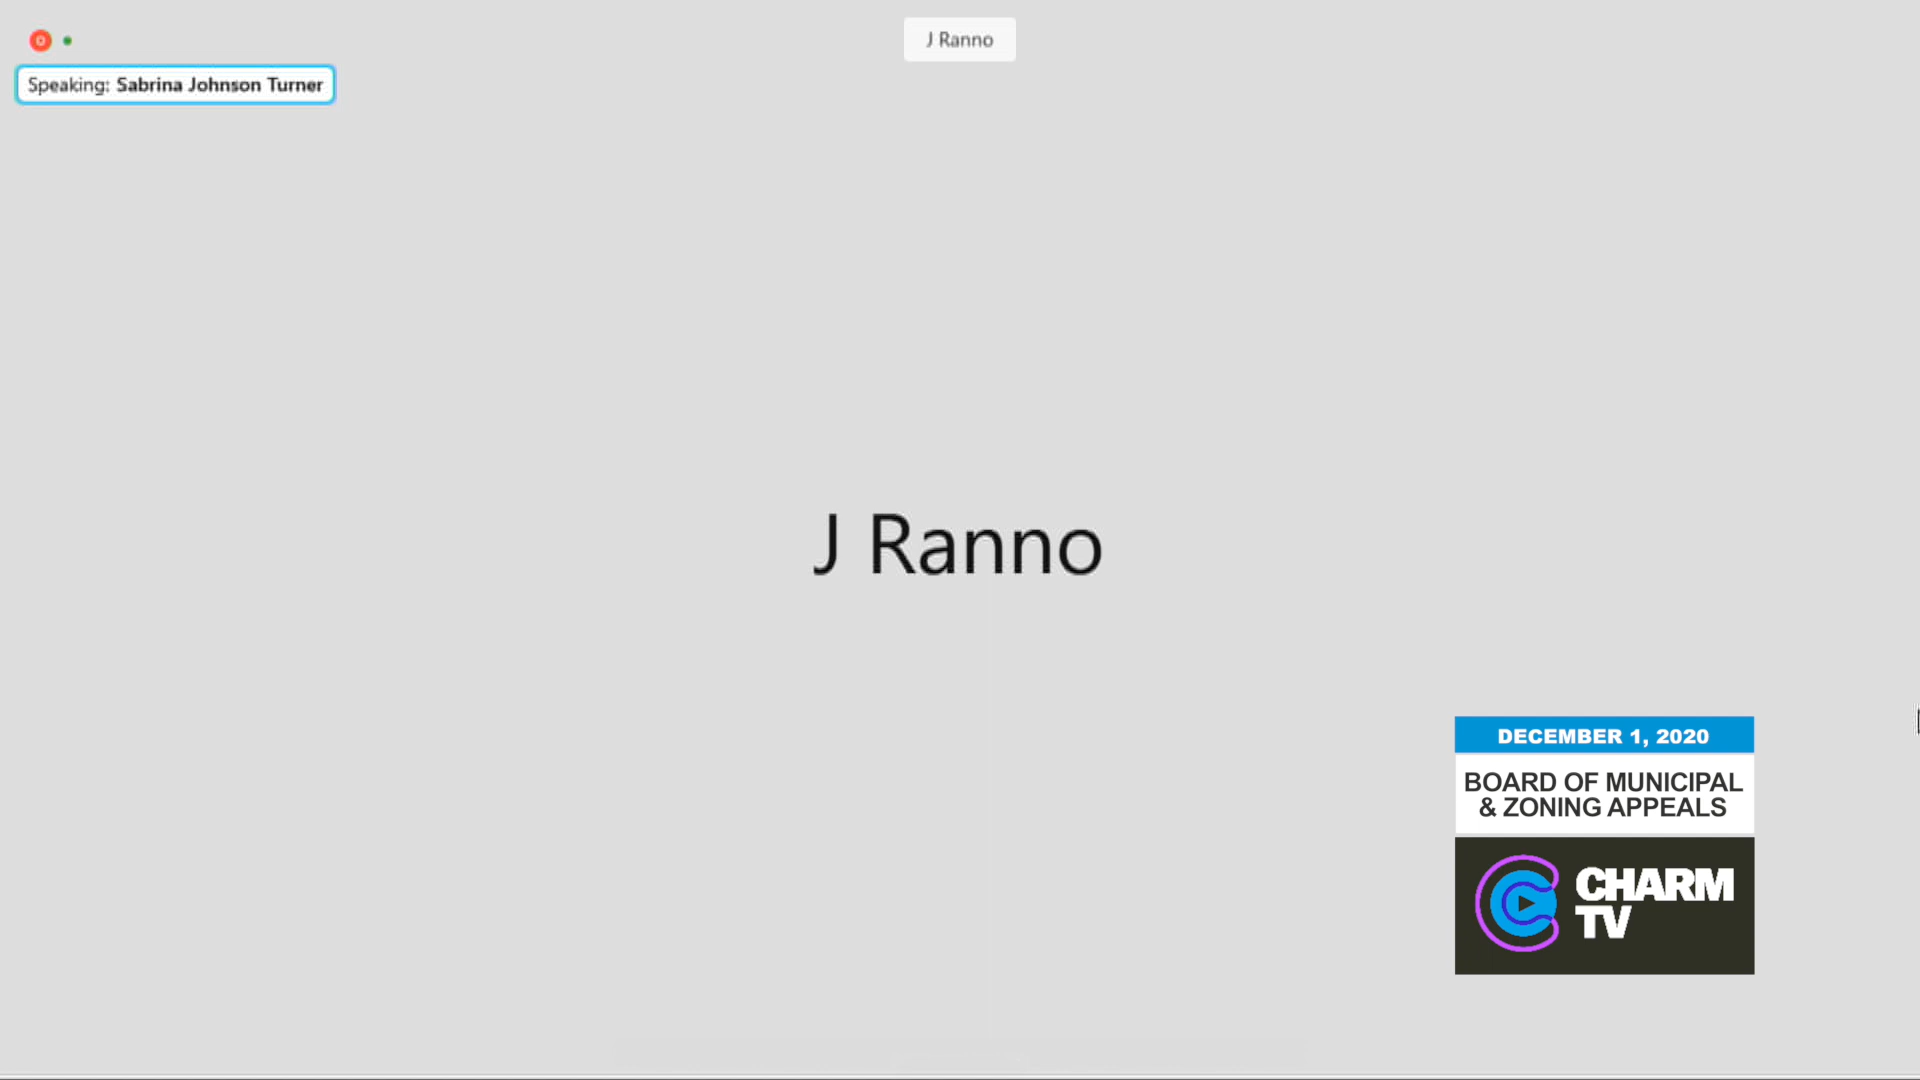 J Ranno
Speaking: Sabrina Johnson Turner
J Ranno
DECEMBER 1, 2020
BOARD OF MUNICIPAL
& ZONING APPEALS
CHARM
TV